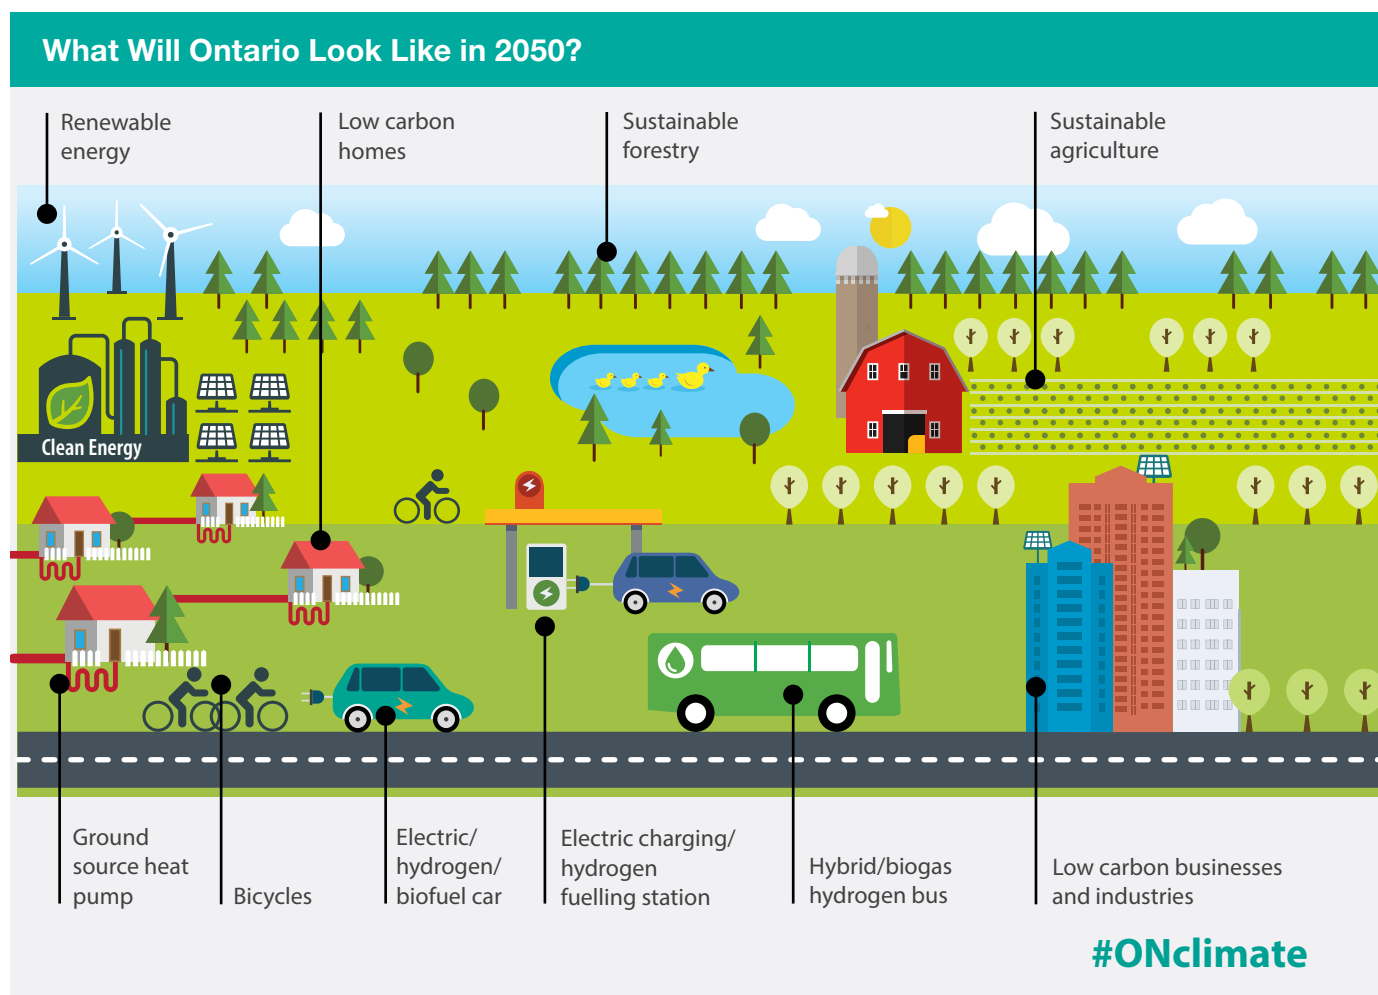 What Will Ontario Look Like in 2050?
Renewable
energy
Low carbon
homes
Sustainable
forestry
Sustainable
agriculture
Clean Energy
Ground
source heat
pump
Bicycles
Electric/
hydrogen/
biofuel car
Electric charging/
hydrogen
fuelling station
Hybrid/biogas
hydrogen bus
Low carbon businesses
and industries
#ONclimate